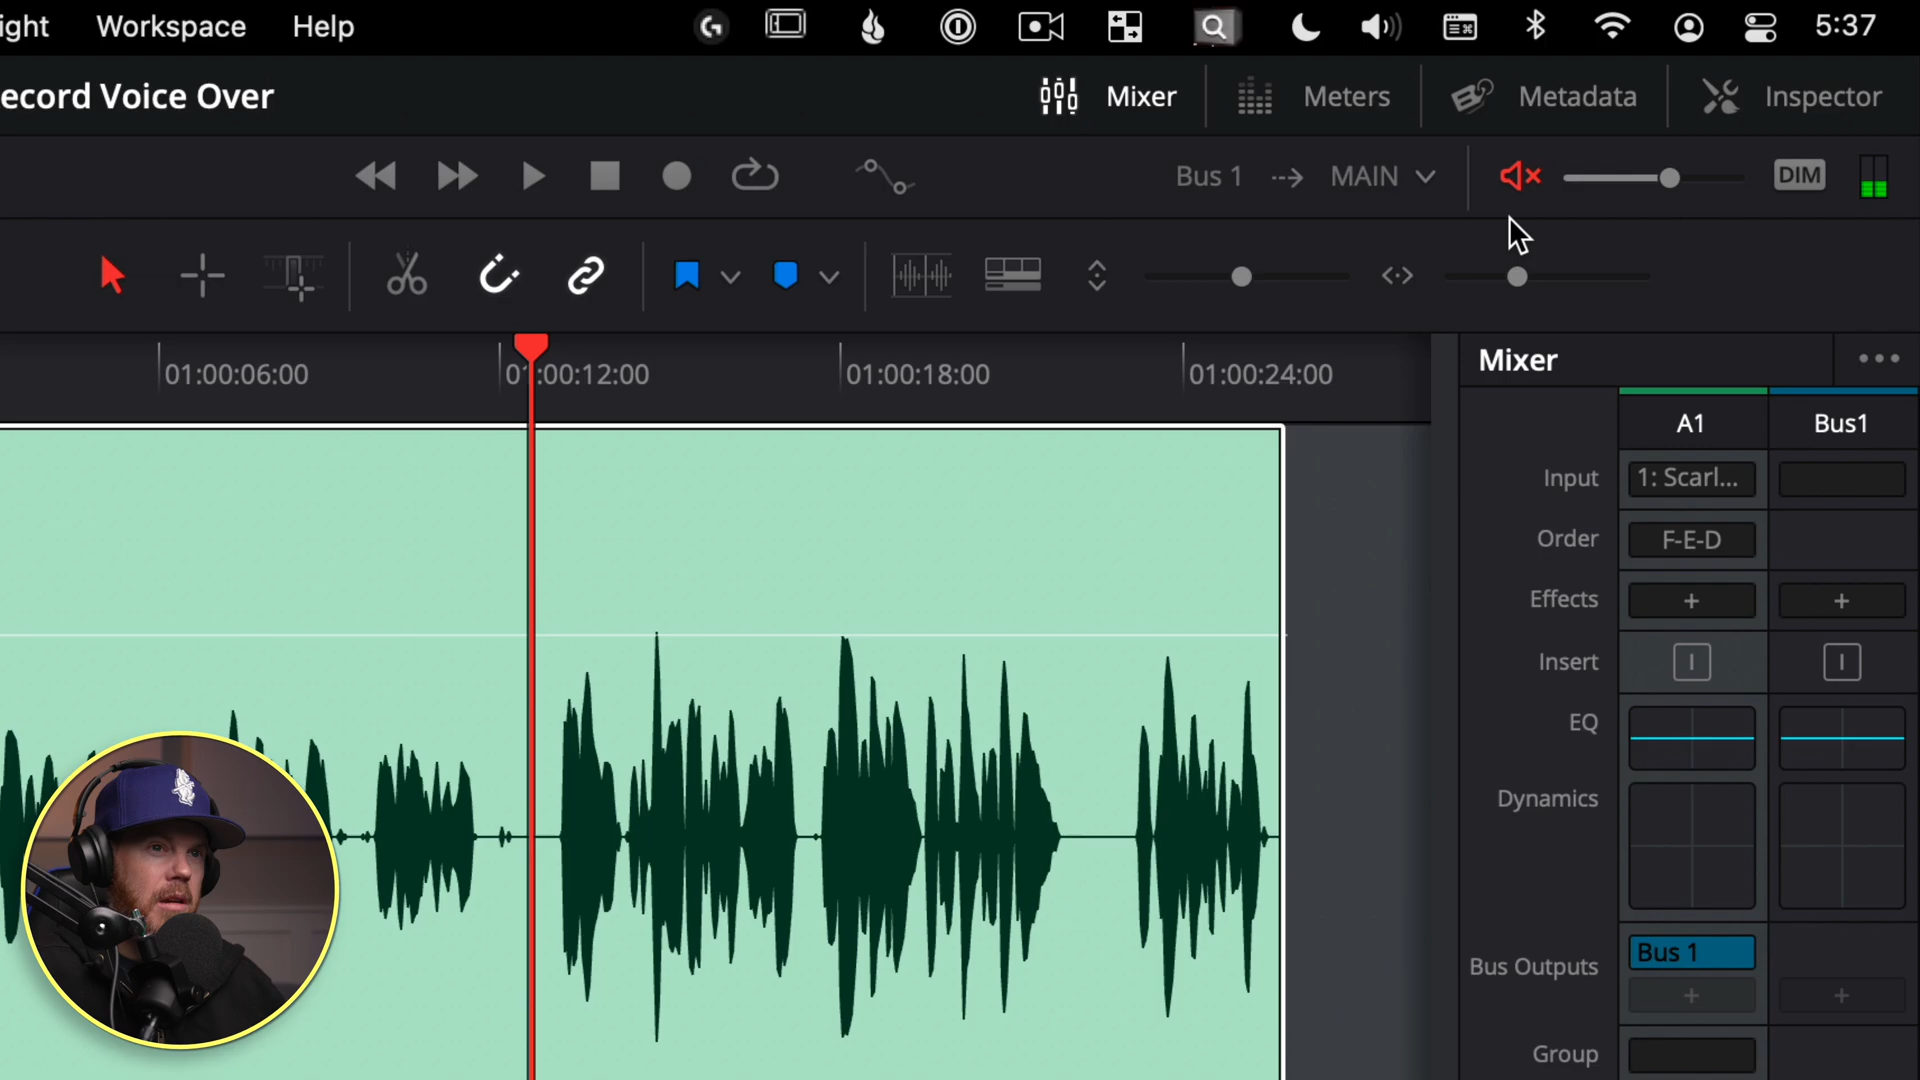 ight Workspace Help 5:37
ecord Voice Over Mixer Meters Metadata Inspector
Bus 1 MAIN DIM
01:00:06:00 01:00:12:00 01:00:18:00 01:00:24:00
Mixer
A1 Bus1
Input 1: Scarl...
Order F-E-D
Effects + +
Insert I I
EQ
Dynamics
Bus Outputs Bus 1
+ +
Group